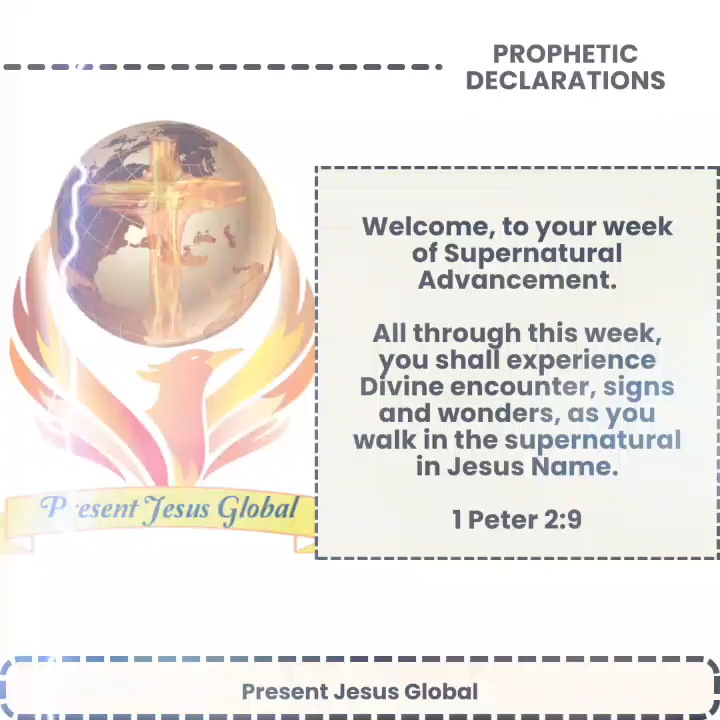 PROPHETIC
DECLARATIONS
Welcome, to your week
of Supernatural
Advancement.
All through this week,
you shall experience
Divine encounter, signs
and wonders, as you
walk in the supernatural
in Jesus Name.
1 Peter 2:9
Present Jesus Global
Present Jesus Global